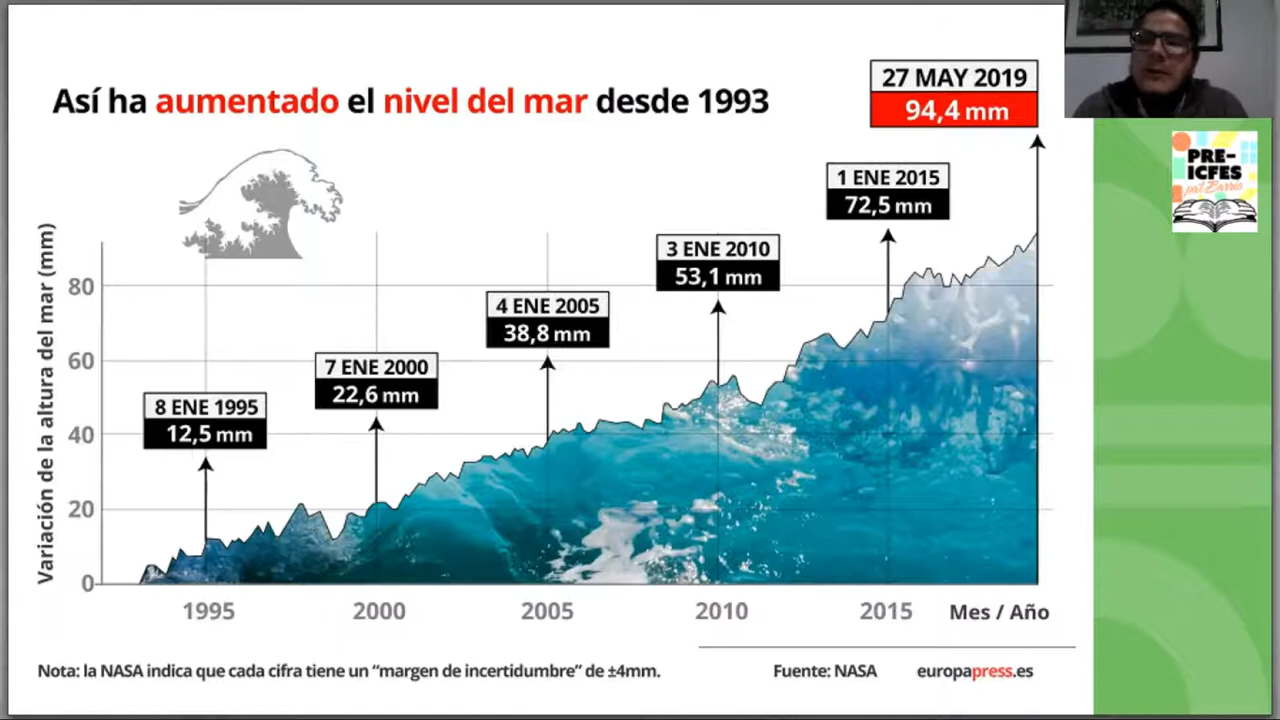 Así ha aumentado el nivel del mar desde 1993
27 MAY 2019
94,4 mm
1 ENE 2015
72,5 mm
3 ENE 2010
53,1 mm
4 ENE 2005
38,8 mm
7 ENE 2000
22,6 mm
8 ENE 1995
12,5 mm
Variación de la altura del mar (mm)
80
60
40
20
0
1995
2000
2005
2010
2015
Mes / Año
Nota: la NASA indica que cada cifra tiene un “margen de incertidumbre” de ±4mm.
Fuente: NASA
europapress.es
PRE-
ICFES
pa'l Barrio